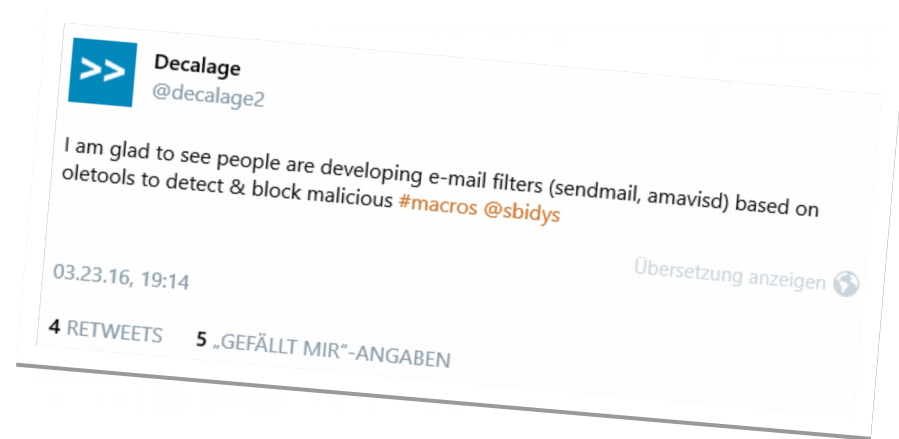 >>
Decalage
@decalage2
I am glad to see people are developing e-mail filters (sendmail, amavisd) based on
oletools to detect & block malicious #macros @sbidys
Übersetzung anzeigen
03.23.16, 19:14
4 RETWEETS 5 „GEFÄLLT MIR“-ANGABEN